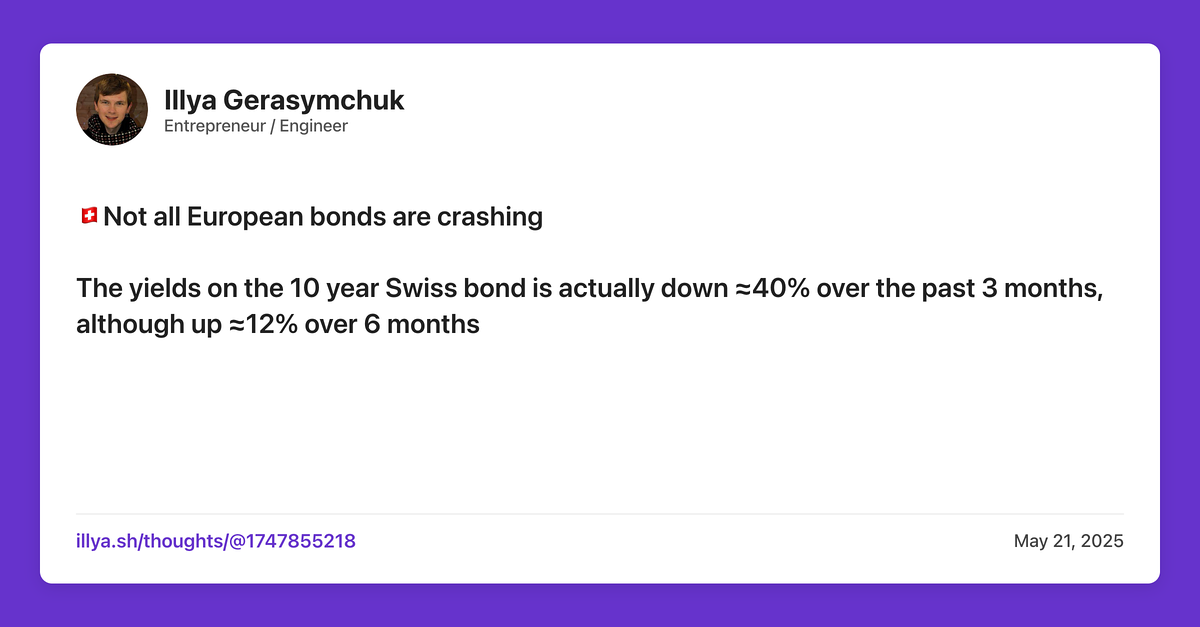 Illya Gerasymchuk
Entrepreneur / Engineer
🇨🇭Not all European bonds are crashing
The yields on the 10 year Swiss bond is actually down ≈40% over the past 3 months,
although up ≈12% over 6 months
illya.sh/thoughts/@1747855218
May 21, 2025